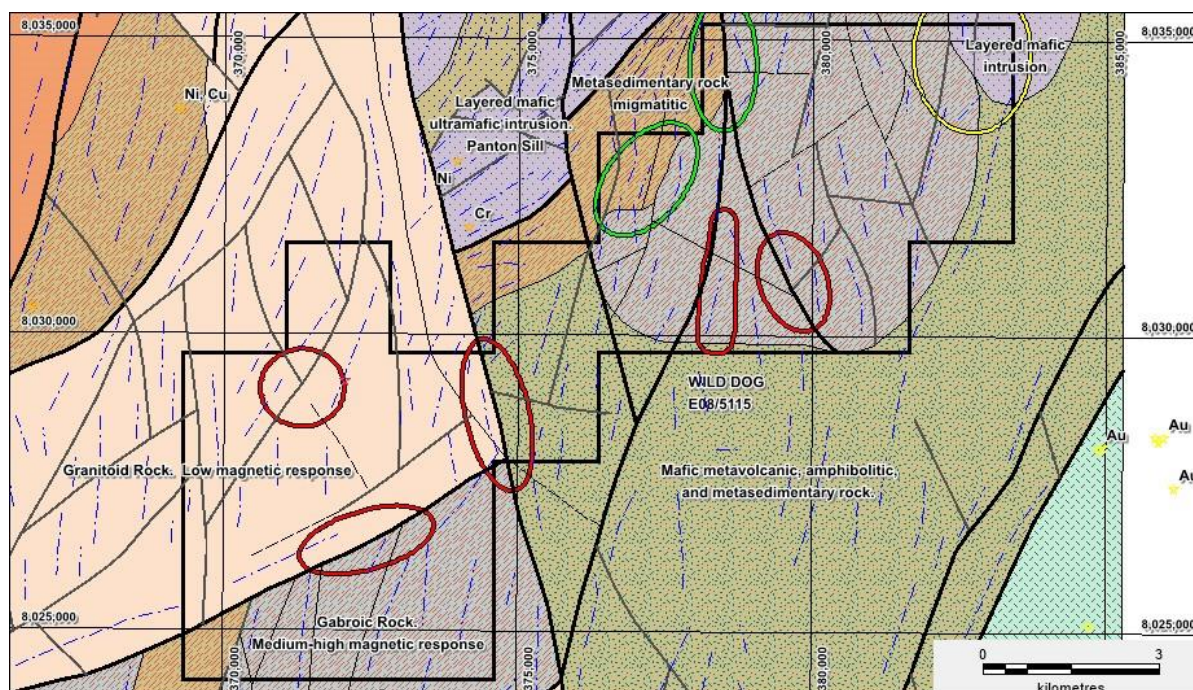 8,035,000
370,000
375,000
380,000
385,000
8,035,000
Layered mafic
intrusion
Metasedimentary rock
migmatitic
Ni, Cu
Layered mafic
ultramafic intrusion.
Panton Sill
Ni
Cr
8,030,000
8,030,000
WILD DOG
E08/5115
Au
Au
Granitoid Rock. Low magnetic response
Mafic metavolcanic, amphibolitic,
and metasedimentary rock.
8,025,000
8,025,000
Gabroic Rock.
Medium-high magnetic response
370,000
375,000
380,000
0 3
kilometres